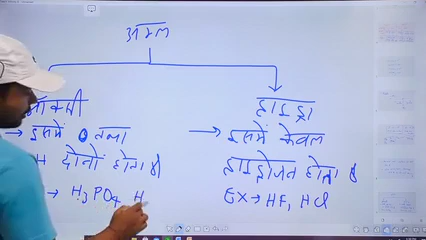 अम्ल
ऑक्सी
→ इसमें O तथा
H दोनों होता है
→ H3PO4, H
हाइड्रा
→ इसमें केवल
हाइड्रोजन होता है
Ex → HF, HCl